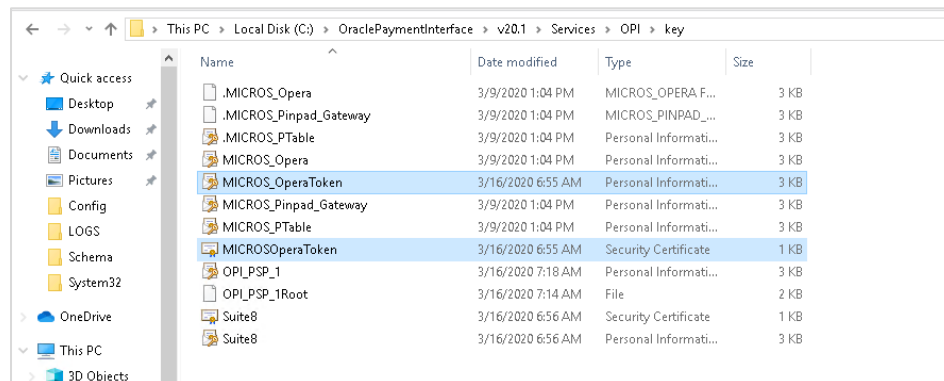 This PC > Local Disk (C:) > OraclePaymentInterface > v20.1 > Services > OPI > key
Name Date modified Type Size
Quick access
Desktop
Downloads
Documents
Pictures
Config
LOGS
Schema
System32
OneDrive
This PC
3D Objects
.MICROS_Opera 3/9/2020 1:04 PM MICROS_OPERA F... 3 KB
.MICROS_Pinpad_Gateway 3/9/2020 1:04 PM MICROS_PINPAD_... 3 KB
.MICROS_PTable 3/9/2020 1:04 PM Personal Informati... 3 KB
MICROS_Opera 3/9/2020 1:04 PM Personal Informati... 3 KB
MICROS_OperaToken 3/16/2020 6:55 AM Personal Informati... 3 KB
MICROS_Pinpad_Gateway 3/9/2020 1:04 PM Personal Informati... 3 KB
MICROS_PTable 3/9/2020 1:04 PM Personal Informati... 3 KB
MICROSOperaToken 3/16/2020 6:55 AM Security Certificate 1 KB
OPI_PSP_1 3/16/2020 7:18 AM Personal Informati... 3 KB
OPI_PSP_1Root 3/16/2020 7:14 AM File 2 KB
Suite8 3/16/2020 6:56 AM Security Certificate 1 KB
Suite8 3/16/2020 6:56 AM Personal Informati... 3 KB